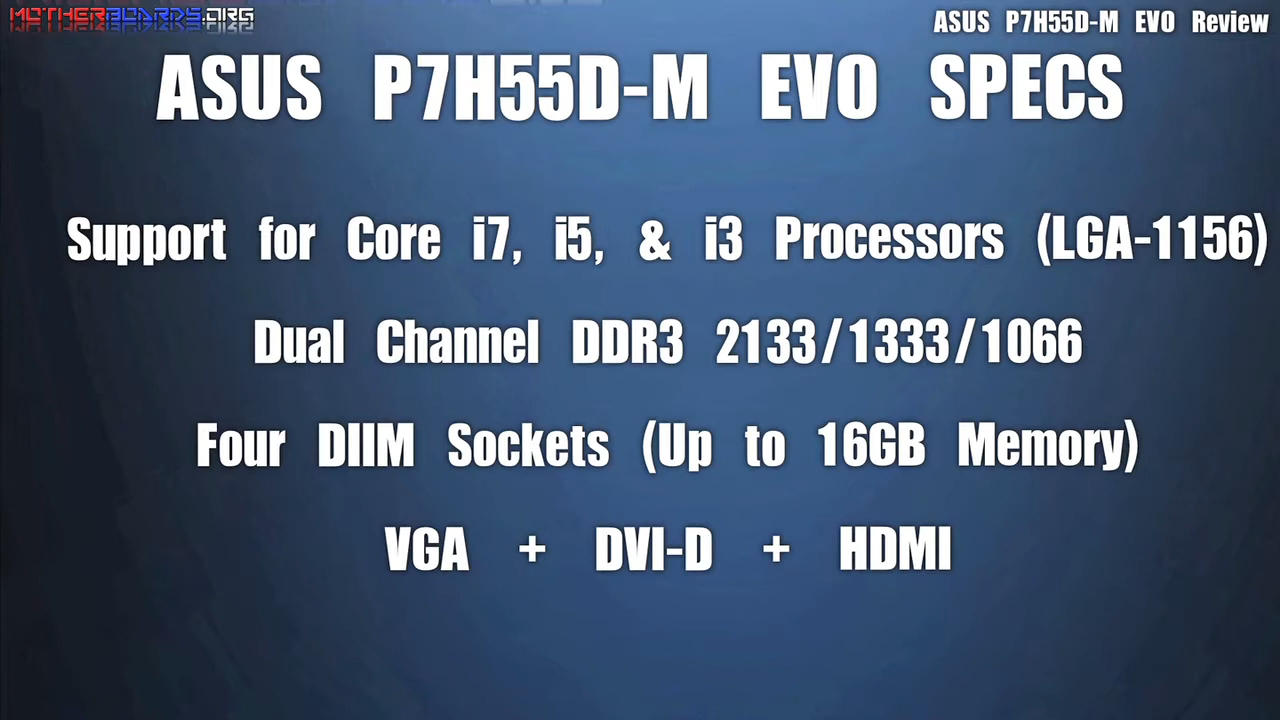 MOTHERBOARDS.ORG
ASUS P7H55D-M EVO Review
ASUS P7H55D-M EVO SPECS
Support for Core i7, i5, & i3 Processors (LGA-1156)
Dual Channel DDR3 2133/1333/1066
Four DIIM Sockets (Up to 16GB Memory)
VGA + DVI-D + HDMI